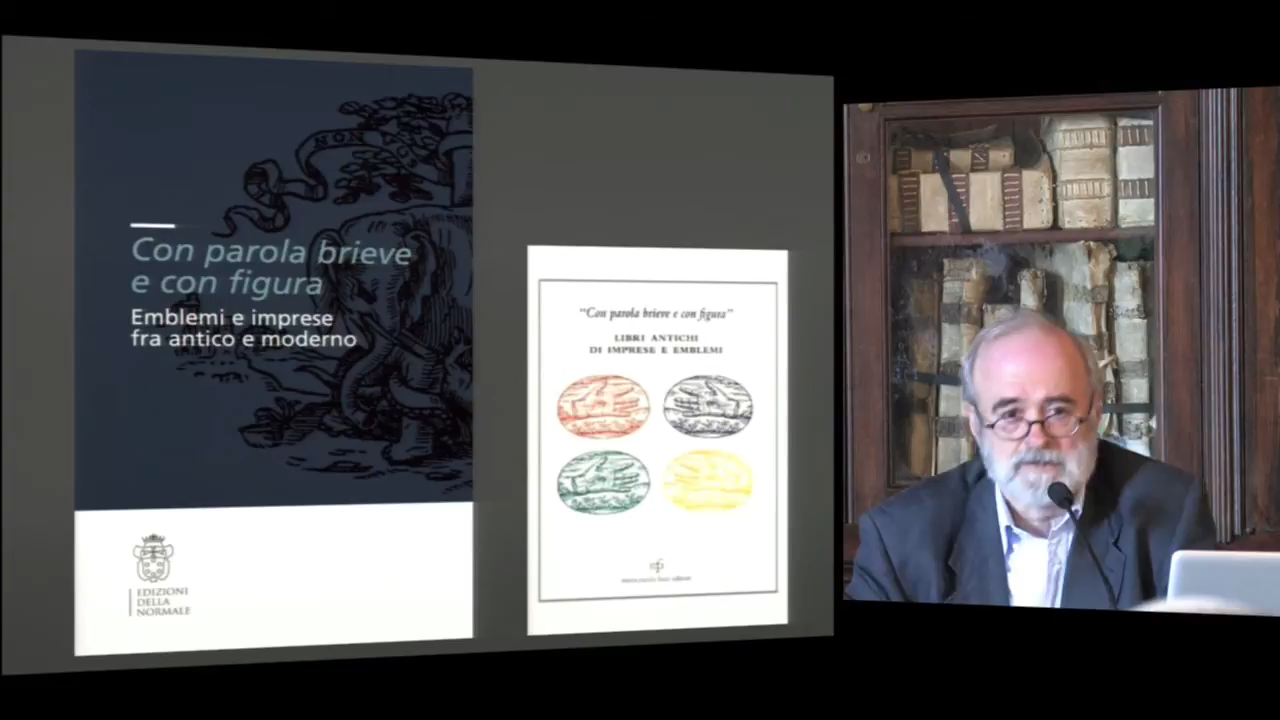 NON
Con parola brieve
e con figura
Emblemi e imprese
fra antico e moderno
EDIZIONI
DELLA
NORMALE
"Con parola brieve e con figura"
LIBRI ANTICHI
DI IMPRESE E EMBLEMI